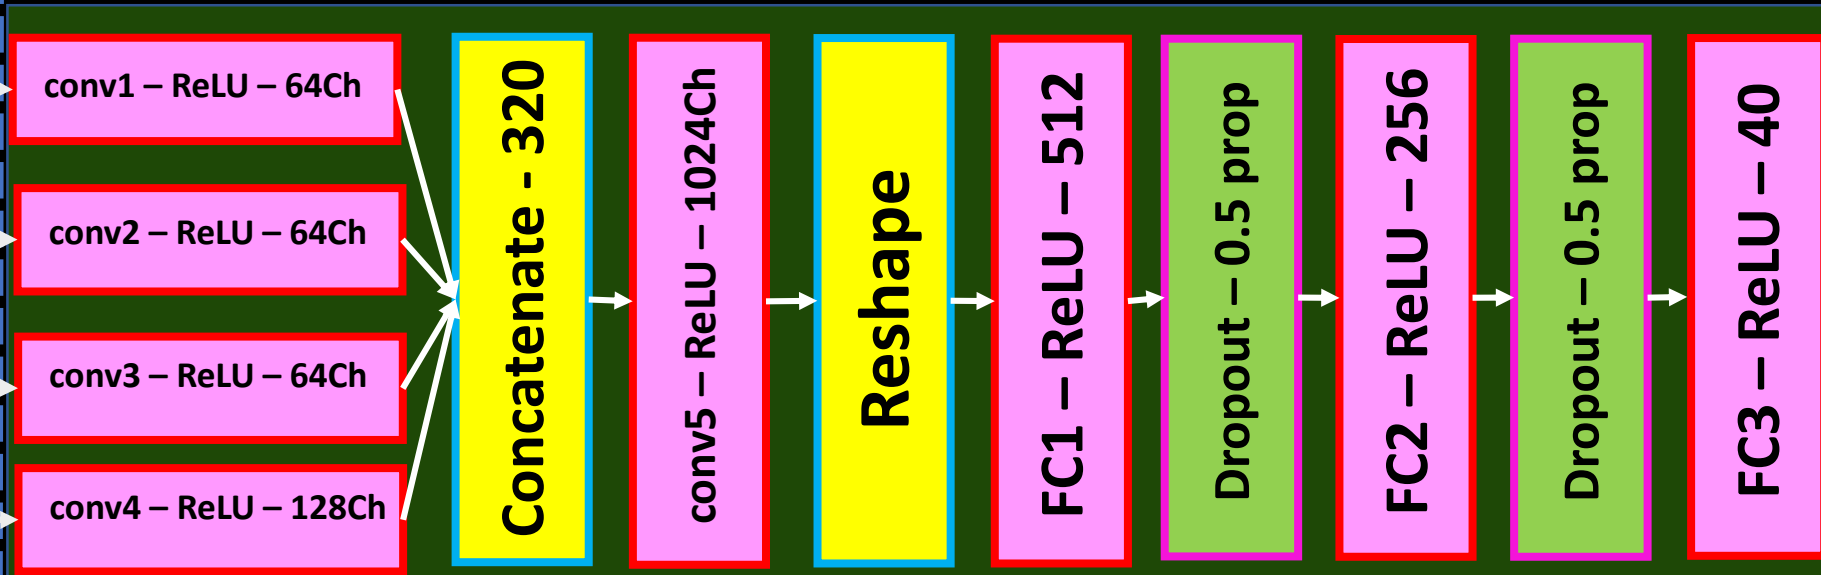 conv1 – ReLU – 64Ch
conv2 – ReLU – 64Ch
conv3 – ReLU – 64Ch
conv4 – ReLU – 128Ch
Concatenate - 320
conv5 – ReLU – 1024Ch
Reshape
FC1 – ReLU – 512
Dropout – 0.5 prop
FC2 – ReLU – 256
Dropout – 0.5 prop
FC3 – ReLU – 40